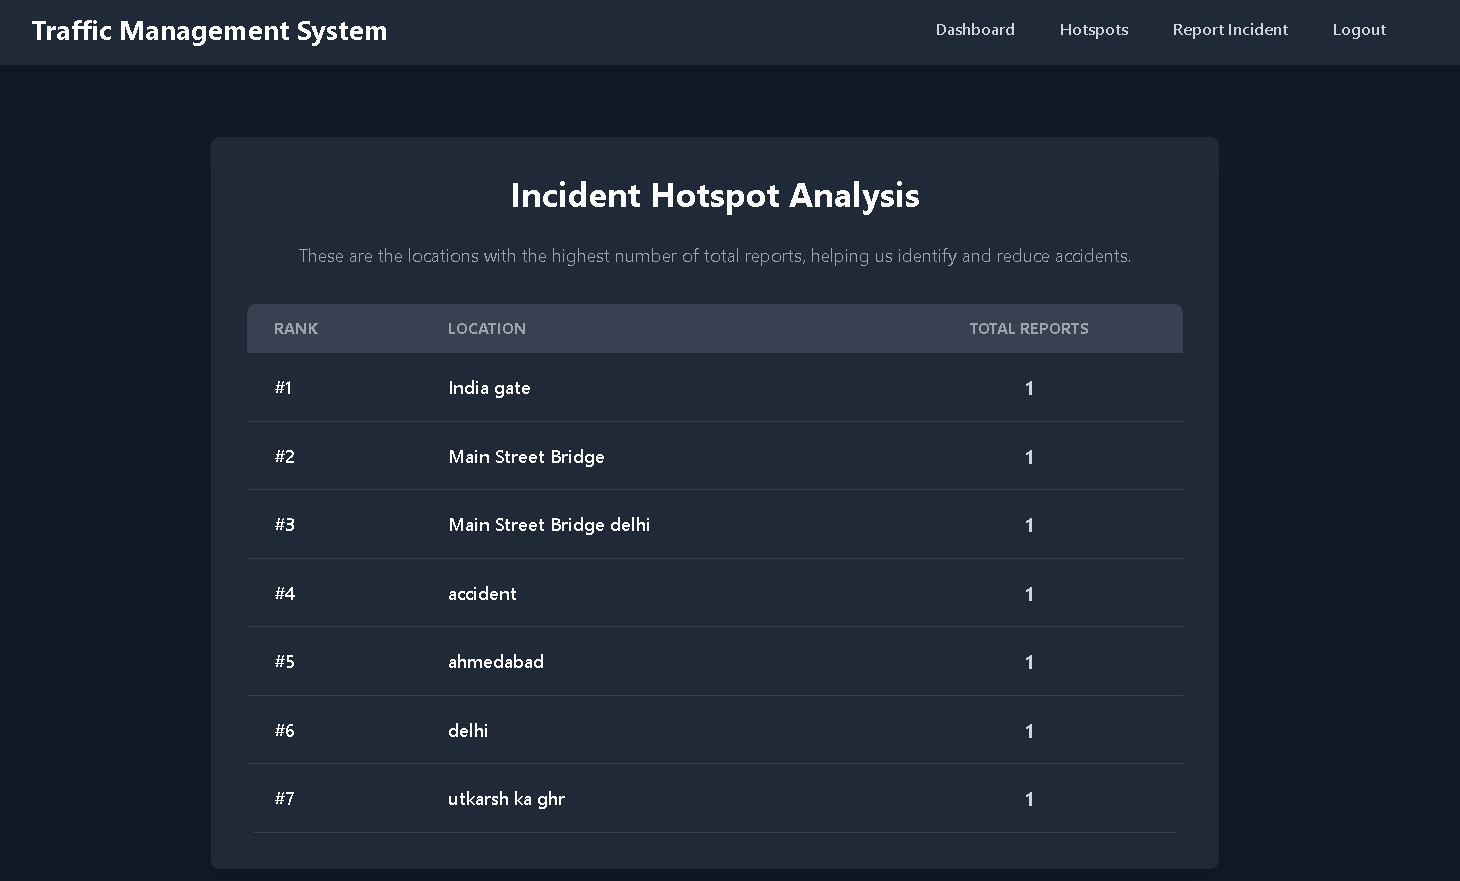 Traffic Management System
Dashboard Hotspots Report Incident Logout
Incident Hotspot Analysis
These are the locations with the highest number of total reports, helping us identify and reduce accidents.
RANK LOCATION TOTAL REPORTS
#1 India gate 1
#2 Main Street Bridge 1
#3 Main Street Bridge delhi 1
#4 accident 1
#5 ahmedabad 1
#6 delhi 1
#7 utkarsh ka ghr 1